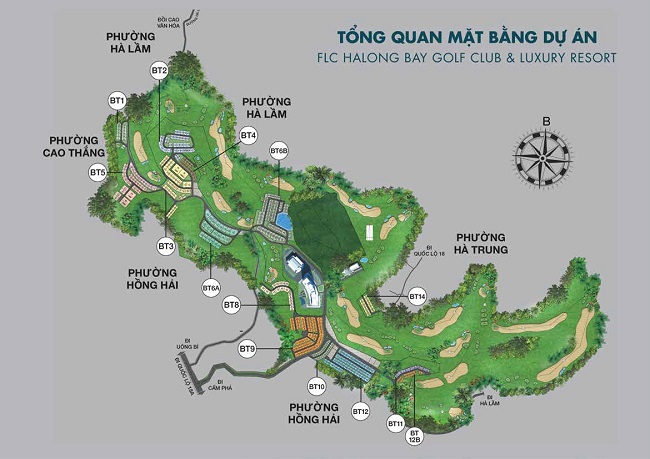 TỔNG QUAN MẶT BẰNG DỰ ÁN
FLC HALONG BAY GOLF CLUB & LUXURY RESORT
ĐỒI CAO
VĂN HÓA
PHƯỜNG
HÀ LẦM
BT2
BT1
PHƯỜNG
HÀ LẦM
BT4
PHƯỜNG
CAO THẮNG
BT5
BT6B
B
BT3
PHƯỜNG
HỒNG HẢI
BT6A
PHƯỜNG
HÀ TRUNG
ĐI
QUỐC LỘ 18
BT14
BT8
BT9
ĐI
UÔNG BÍ
ĐI QUỐC LỘ 18A
ĐI
CẨM PHẢ
BT10
PHƯỜNG
HỒNG HẢI
BT12
BT11
BT
12B
ĐI
HÀ LẦM